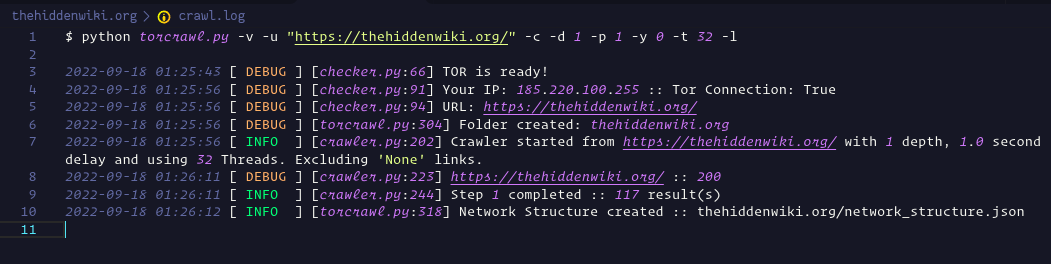 thehiddenwiki.org > crawl.log
1 $ python torcrawl.py -v -u "https://thehiddenwiki.org/" -c -d 1 -p 1 -y 0 -t 32 -l
2
3 2022-09-18 01:25:43 [ DEBUG ] [checker.py:66] TOR is ready!
4 2022-09-18 01:25:56 [ DEBUG ] [checker.py:91] Your IP: 185.220.100.255 :: Tor Connection: True
5 2022-09-18 01:25:56 [ DEBUG ] [checker.py:94] URL: https://thehiddenwiki.org/
6 2022-09-18 01:25:56 [ DEBUG ] [torcrawl.py:304] Folder created: thehiddenwiki.org
7 2022-09-18 01:25:56 [ INFO  ] [crawler.py:202] Crawler started from https://thehiddenwiki.org/ with 1 depth, 1.0 second
delay and using 32 Threads. Excluding 'None' links.
8 2022-09-18 01:26:11 [ DEBUG ] [crawler.py:223] https://thehiddenwiki.org/ :: 200
9 2022-09-18 01:26:11 [ INFO  ] [crawler.py:244] Step 1 completed :: 117 result(s)
10 2022-09-18 01:26:12 [ INFO  ] [torcrawl.py:318] Network Structure created :: thehiddenwiki.org/network_structure.json
11